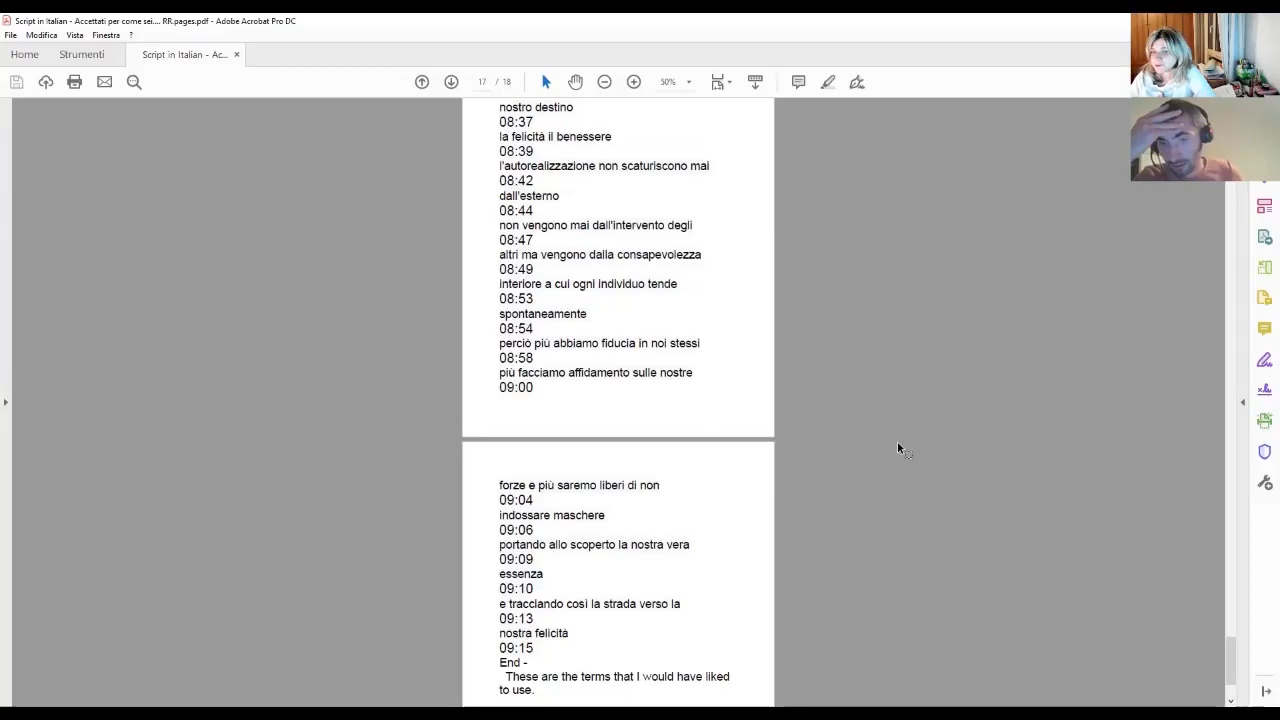 Script in Italian - Accettati per come sei.... RR.pages.pdf - Adobe Acrobat Pro DC
File Modifica Vista Finestra ?
Home Strumenti Script in Italian - Ac... ×
17 / 18 50%
nostro destino
08:37
la felicità il benessere
08:39
l'autorealizzazione non scaturiscono mai
08:42
dall'esterno
08:44
non vengono mai dall'intervento degli
08:47
altri ma vengono dalla consapevolezza
08:49
interiore a cui ogni individuo tende
08:53
spontaneamente
08:54
perciò più abbiamo fiducia in noi stessi
08:58
più facciamo affidamento sulle nostre
09:00
forze e più saremo liberi di non
09:04
indossare maschere
09:06
portando allo scoperto la nostra vera
09:09
essenza
09:10
e tracciando così la strada verso la
09:13
nostra felicità
09:15
End -
These are the terms that I would have liked
to use.